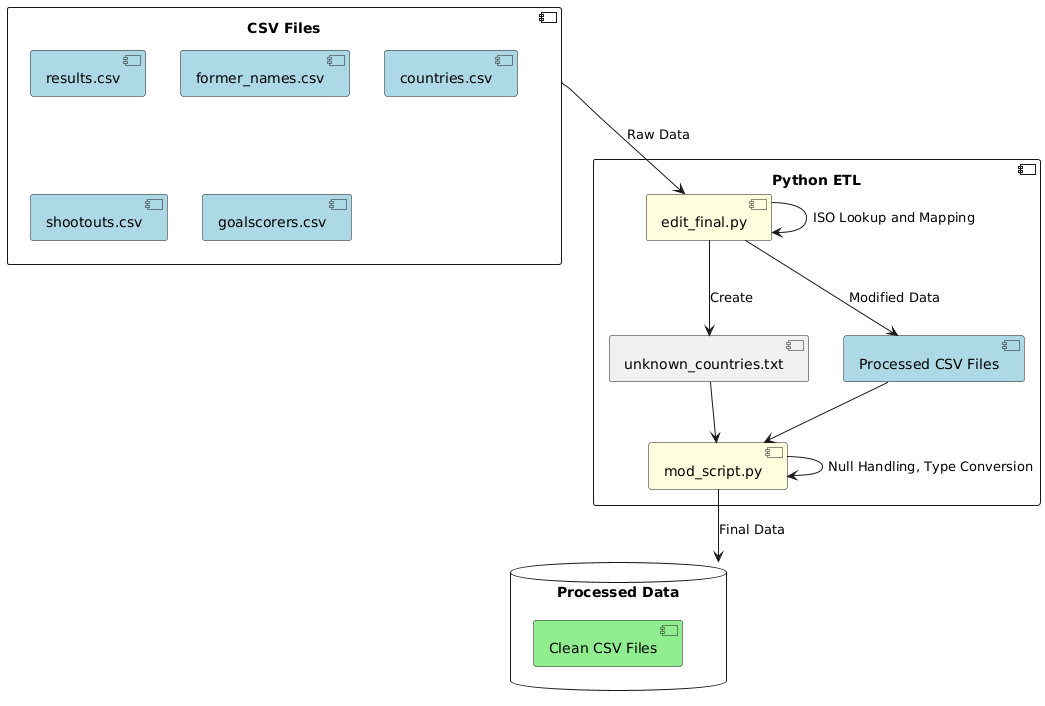 CSV Files
results.csv
former_names.csv
countries.csv
shootouts.csv
goalscorers.csv
Raw Data
Python ETL
edit_final.py
ISO Lookup and Mapping
Create
Modified Data
unknown_countries.txt
Processed CSV Files
mod_script.py
Null Handling, Type Conversion
Final Data
Processed Data
Clean CSV Files